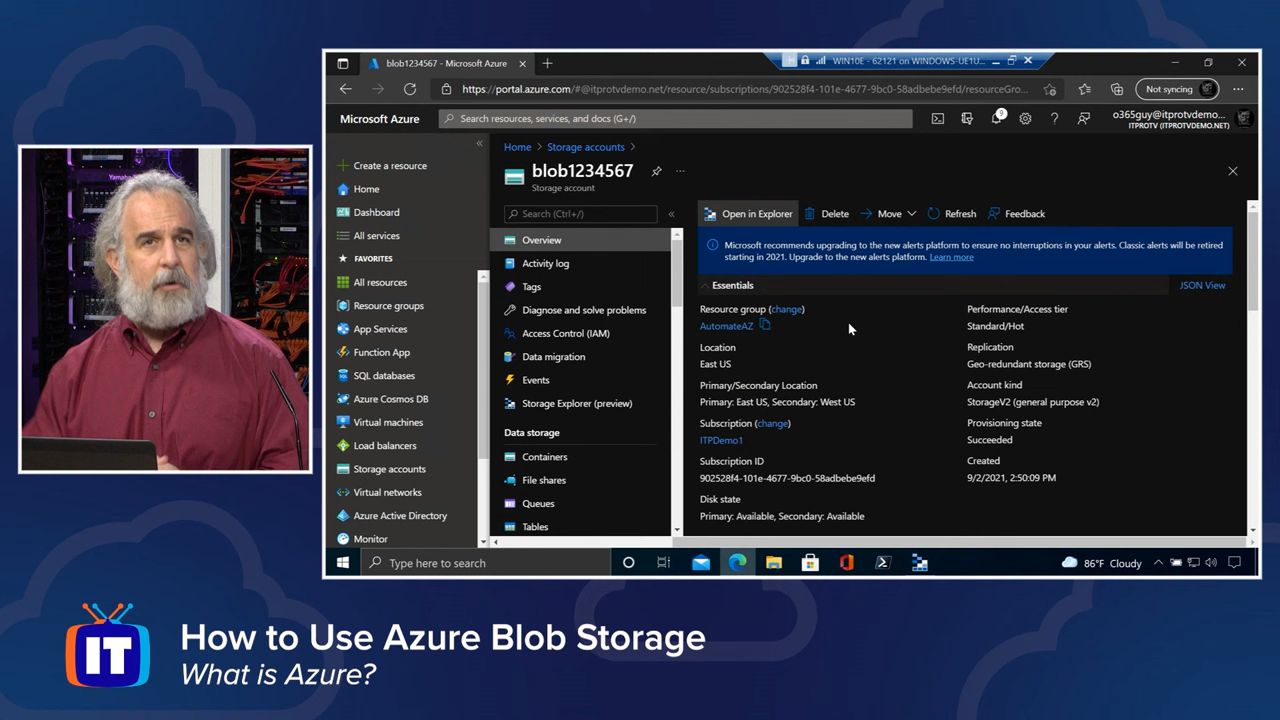 blob1234567 - Microsoft Azure
WIN10E - 62121 on WINDOWS-UE1U...
https://portal.azure.com/#@itprotvdemo.net/resource/subscriptions/902528f4-101e-4677-9bc0-58adbebe9efd/resourceGro...
Not syncing
Microsoft Azure
Search resources, services, and docs (G+/)
9
o365guy@itprotvdemo...
ITPROTV (ITPROTVDEMO.NET)
Create a resource
Home
Dashboard
All services
FAVORITES
All resources
Resource groups
App Services
Function App
SQL databases
Azure Cosmos DB
Virtual machines
Load balancers
Storage accounts
Virtual networks
Azure Active Directory
Monitor
Home > Storage accounts >
blob1234567
Storage account
Search (Ctrl+/)
Overview
Activity log
Tags
Diagnose and solve problems
Access Control (IAM)
Data migration
Events
Storage Explorer (preview)
Data storage
Containers
File shares
Queues
Tables
Open in Explorer
Delete
Move
Refresh
Feedback
Microsoft recommends upgrading to the new alerts platform to ensure no interruptions in your alerts. Classic alerts will be retired
starting in 2021. Upgrade to the new alerts platform. Learn more
Essentials
JSON View
Resource group (change)
AutomateAZ
Location
East US
Primary/Secondary Location
Primary: East US, Secondary: West US
Subscription (change)
ITPDemo1
Subscription ID
902528f4-101e-4677-9bc0-58adbebe9efd
Disk state
Primary: Available, Secondary: Available
Performance/Access tier
Standard/Hot
Replication
Geo-redundant storage (GRS)
Account kind
StorageV2 (general purpose v2)
Provisioning state
Succeeded
Created
9/2/2021, 2:50:09 PM
Type here to search
86°F Cloudy
IT
How to Use Azure Blob Storage
What is Azure?